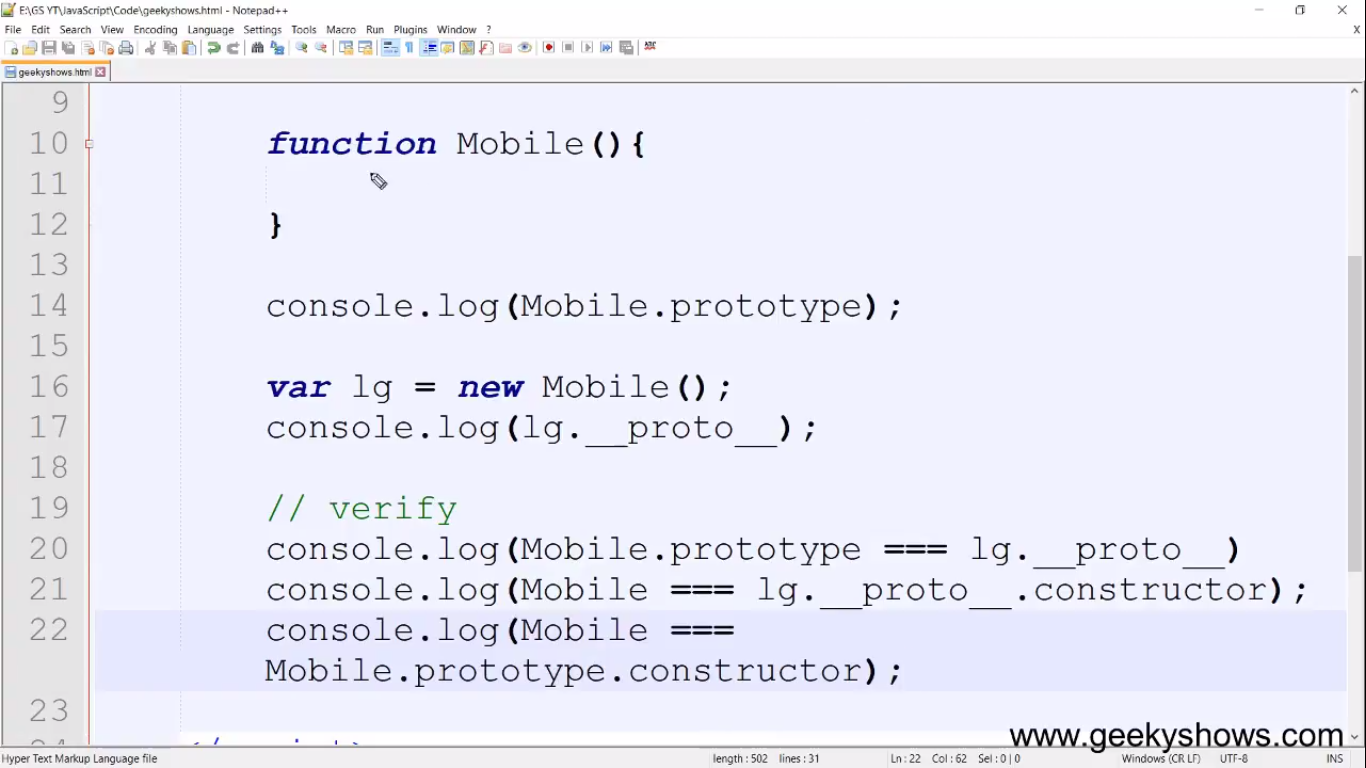 E:\GS YT\JavaScript\Code\geekyshows.html - Notepad++
File Edit Search View Encoding Language Settings Tools Macro Run Plugins Window ? X
geekyshows.html
9
10 function Mobile(){
11
12 }
13
14 console.log(Mobile.prototype);
15
16 var lg = new Mobile();
17 console.log(lg.__proto__);
18
19 // verify
20 console.log(Mobile.prototype === lg.__proto__)
21 console.log(Mobile === lg.__proto__.constructor);
22 console.log(Mobile ===
Mobile.prototype.constructor);
23
www.geekyshows.com
Hyper Text Markup Language file length : 502 lines : 31 Ln : 22 Col : 62 Sel : 0 | 0 Windows (CR LF) UTF-8 INS